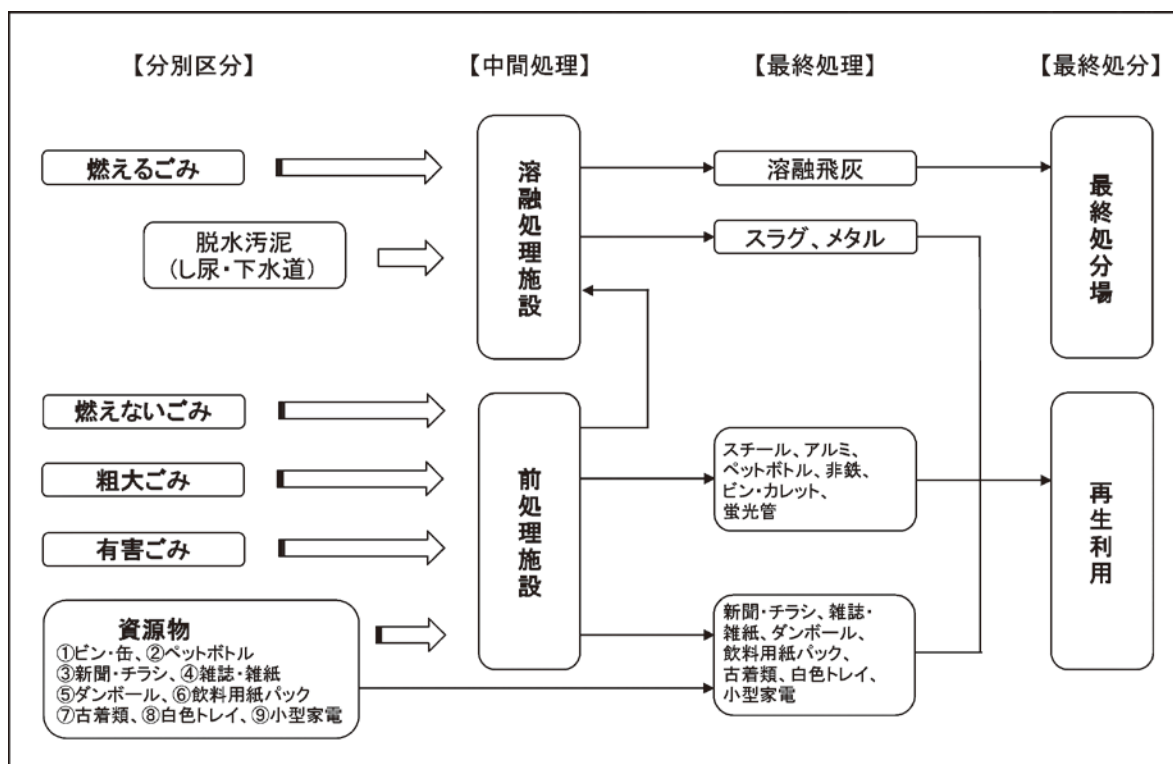 【分別区分】
【中間処理】
【最終処理】
【最終処分】
燃えるごみ
脱水汚泥
(し尿・下水道)
溶融処理施設
溶融飛灰
スラグ、メタル
最終処分場
燃えないごみ
粗大ごみ
有害ごみ
資源物
①ビン・缶、②ペットボトル
③新聞・チラシ、④雑誌・雑紙
⑤ダンボール、⑥飲料用紙パック
⑦古着類、⑧白色トレイ、⑨小型家電
前処理施設
スチール、アルミ、
ペットボトル、非鉄、
ビン・カレット、
蛍光管
新聞・チラシ、雑誌・
雑紙、ダンボール、
飲料用紙パック、
古着類、白色トレイ、
小型家電
再生利用